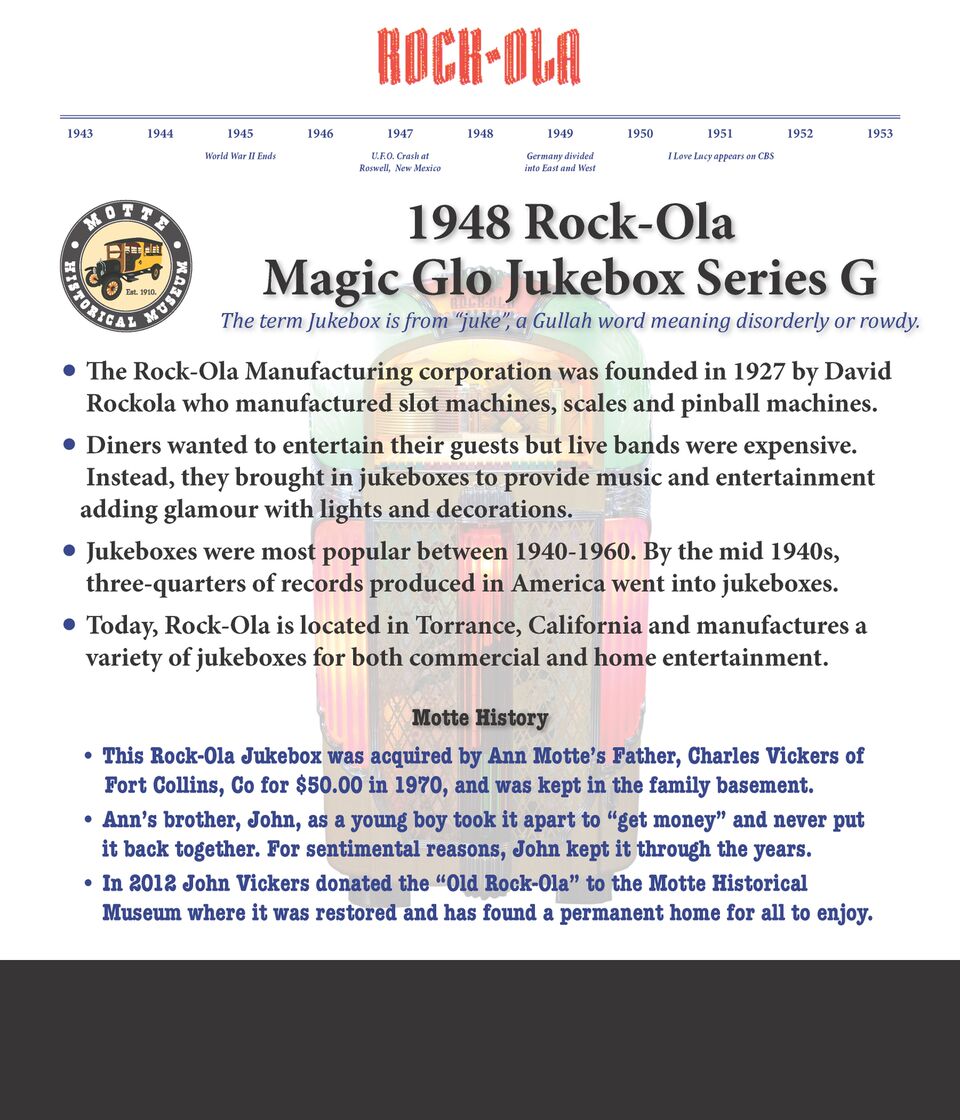 ROCK-OLA
1943 1944 1945 1946 1947 1948 1949 1950 1951 1952 1953
World War II Ends
U.F.O. Crash at
Roswell, New Mexico
Germany divided
into East and West
I Love Lucy appears on CBS
MOTTE
HISTORICAL MUSEUM
Est. 1910.
1948 Rock-Ola
Magic Glo Jukebox Series G
ROCK-OLA
The term Jukebox is from “juke”, a Gullah word meaning disorderly or rowdy.
• The Rock-Ola Manufacturing corporation was founded in 1927 by David
Rockola who manufactured slot machines, scales and pinball machines.
• Diners wanted to entertain their guests but live bands were expensive.
Instead, they brought in jukeboxes to provide music and entertainment
adding glamour with lights and decorations.
• Jukeboxes were most popular between 1940-1960. By the mid 1940s,
three-quarters of records produced in America went into jukeboxes.
• Today, Rock-Ola is located in Torrance, California and manufactures a
variety of jukeboxes for both commercial and home entertainment.
Motte History
• This Rock-Ola Jukebox was acquired by Ann Motte’s Father, Charles Vickers of
Fort Collins, Co for $50.00 in 1970, and was kept in the family basement.
• Ann’s brother, John, as a young boy took it apart to “get money” and never put
it back together. For sentimental reasons, John kept it through the years.
• In 2012 John Vickers donated the “Old Rock-Ola” to the Motte Historical
Museum where it was restored and has found a permanent home for all to enjoy.